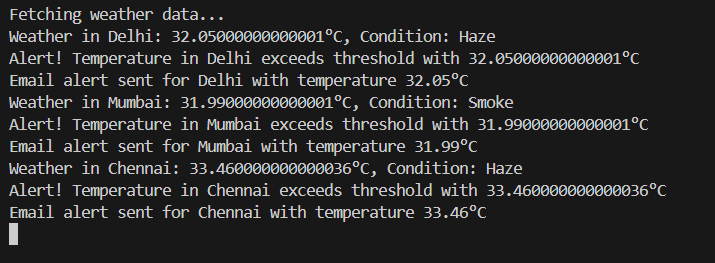 Fetching weather data...
Weather in Delhi: 32.05000000000001°C, Condition: Haze
Alert! Temperature in Delhi exceeds threshold with 32.05000000000001°C
Email alert sent for Delhi with temperature 32.05°C
Weather in Mumbai: 31.99000000000001°C, Condition: Smoke
Alert! Temperature in Mumbai exceeds threshold with 31.99000000000001°C
Email alert sent for Mumbai with temperature 31.99°C
Weather in Chennai: 33.460000000000036°C, Condition: Haze
Alert! Temperature in Chennai exceeds threshold with 33.460000000000036°C
Email alert sent for Chennai with temperature 33.46°C